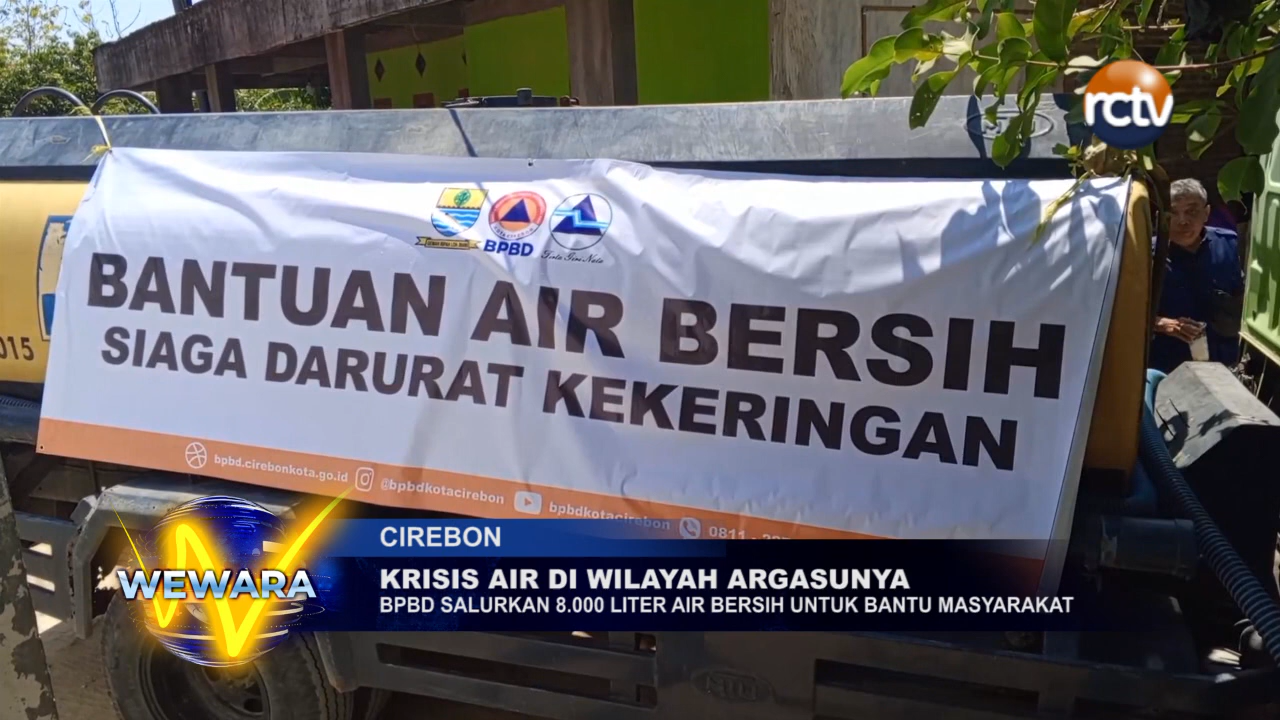 rctv
BPBD
BANTUAN AIR BERSIH
SIAGA DARURAT KEKERINGAN
015
bpbd.cirebonkota.go.id @bpbdkotacirebon bpbdkotacirebon 0811 -
CIREBON
KRISIS AIR DI WILAYAH ARGASUNYA
BPBD SALURKAN 8.000 LITER AIR BERSIH UNTUK BANTU MASYARAKAT
WEWARA